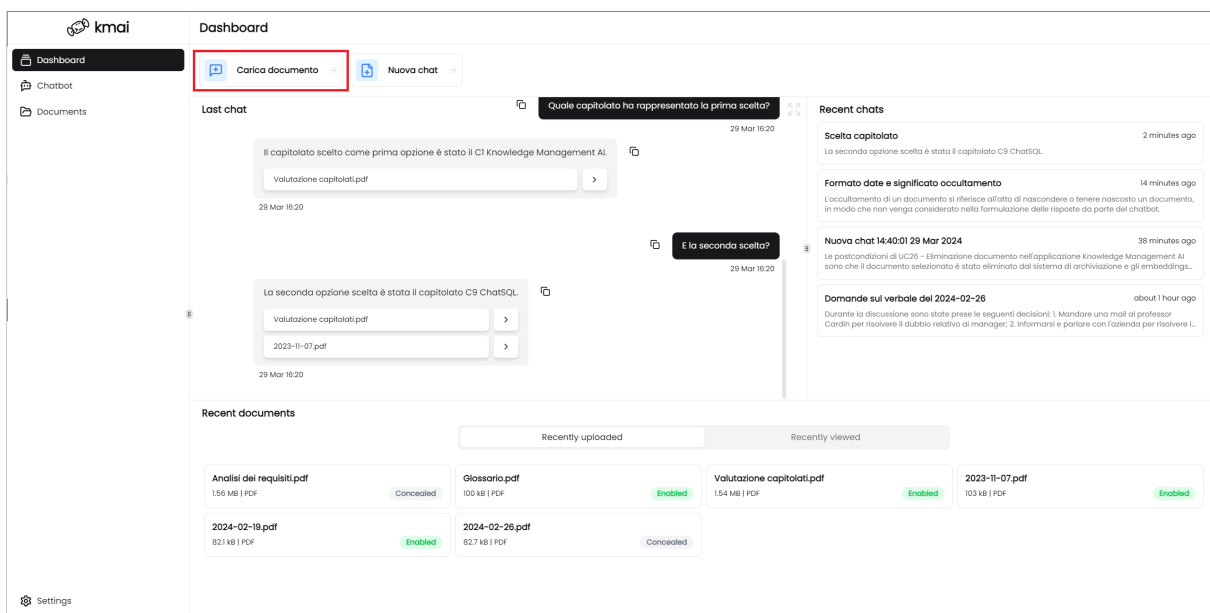 kmai
Dashboard
Dashboard
Chatbot
Documents
Settings
Carica documento
Nuova chat
Last chat
Quale capitolato ha rappresentato la prima scelta?
29 Mar 16:20
Il capitolato scelto come prima opzione è stato il C1 Knowledge Management AI.
Valutazione capitolati.pdf
29 Mar 16:20
E la seconda scelta?
29 Mar 16:20
La seconda opzione scelta è stata il capitolato C9 ChatSQL.
Valutazione capitolati.pdf
2023-11-07.pdf
29 Mar 16:20
Recent chats
Scelta capitolato 2 minutes ago
La seconda opzione scelta è stata il capitolato C9 ChatSQL.
Formato date e significato occultamento 14 minutes ago
L'occultamento di un documento si riferisce all'atto di nascondere o tenere nascosto un documento,
in modo che non venga considerato nella formulazione delle risposte da parte del chatbot.
Nuova chat 14:40:01 29 Mar 2024 38 minutes ago
Le postcondizioni di UC26 - Eliminazione documento nell'applicazione Knowledge Management AI
sono che il documento selezionato è stato eliminato dal sistema di archiviazione e gli embeddings...
Domande sul verbale del 2024-02-26 about 1 hour ago
Durante la discussione sono state prese le seguenti decisioni: 1. Mandare una mail al professor
Cardin per risolvere il dubbio relativo ai manager; 2. Informarsi e parlare con l'azienda per risolvere i...
Recent documents
Recently uploaded Recently viewed
Analisi dei requisiti.pdf
1.56 MB | PDF Concealed
Glossario.pdf
100 kB | PDF Enabled
Valutazione capitolati.pdf
1.54 MB | PDF Enabled
2023-11-07.pdf
103 kB | PDF Enabled
2024-02-19.pdf
82.1 kB | PDF Enabled
2024-02-26.pdf
82.7 kB | PDF Concealed